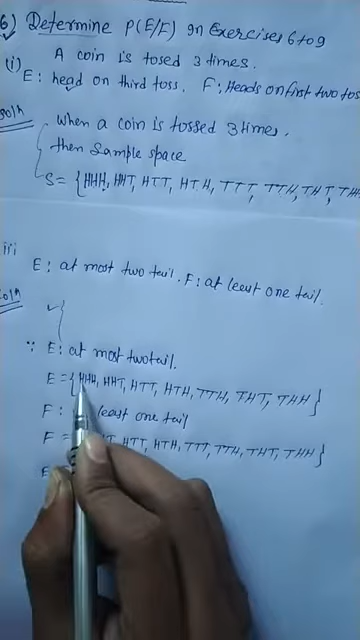 6) Determine P(E/F) in Exercises 6 to 9
A coin is tosed 3 times.
(i) E: head on third toss. F: Heads on first two tos
Soln when a coin is tossed 3 times.
then Sample space
S = {HHH, HHT, HTT, HTH, TTT, TTH, THT, THH
iii
E: at most two tail. F: at least one tail.
Soln
∵ E: at most two tail.
E = {HHH, HHT, HTT, HTH, TTH, THT, THH}
F: least one tail
F = HTT, HTH, TTT, TTH, THT, THH}
E